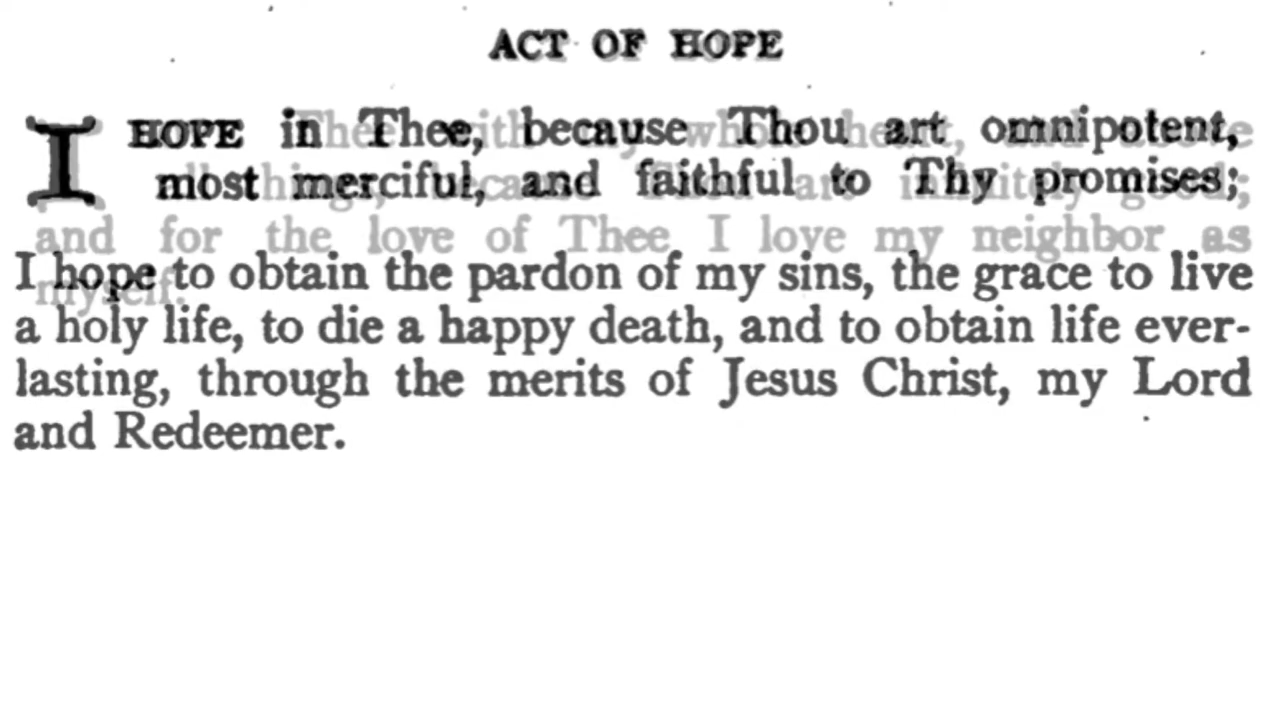 ACT OF HOPE
I HOPE in Thee, because Thou art omnipotent,
most merciful, and faithful to Thy promises;
and for the love of Thee I love my neighbor as
I hope to obtain the pardon of my sins, the grace to live
myself.
a holy life, to die a happy death, and to obtain life ever-
lasting, through the merits of Jesus Christ, my Lord
and Redeemer.